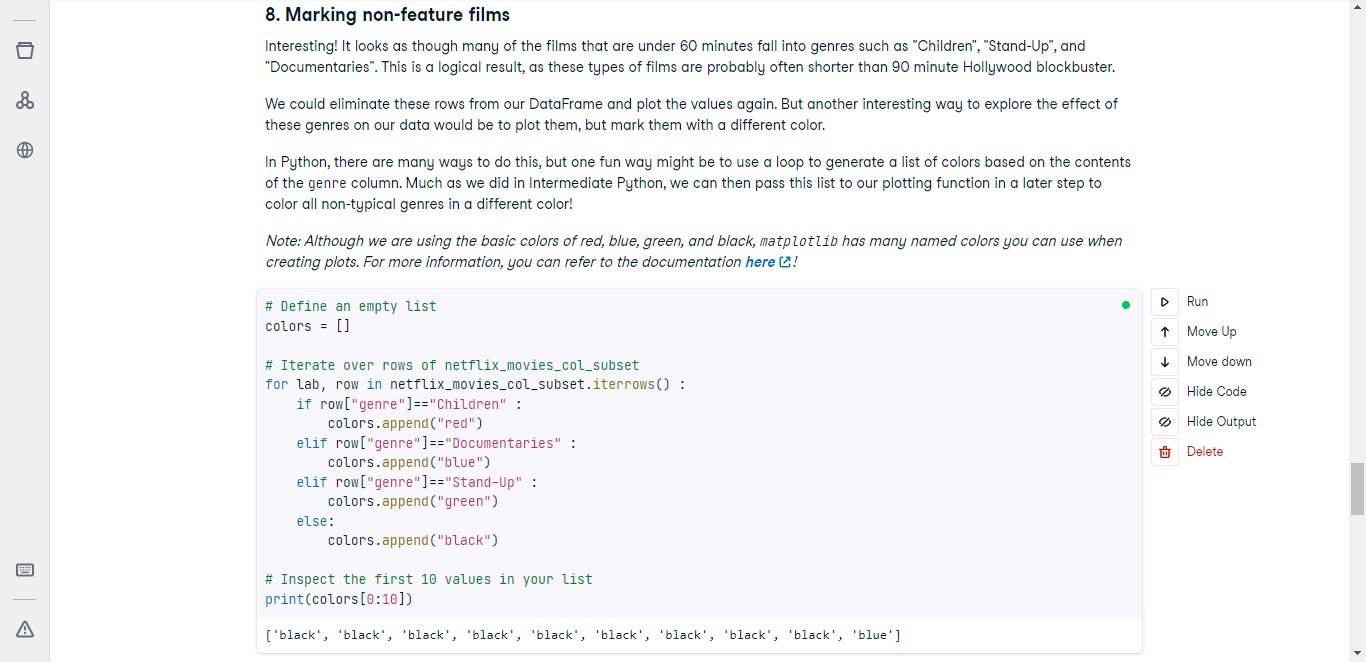 8. Marking non-feature films
Interesting! It looks as though many of the films that are under 60 minutes fall into genres such as "Children", "Stand-Up", and
"Documentaries". This is a logical result, as these types of films are probably often shorter than 90 minute Hollywood blockbuster.
We could eliminate these rows from our DataFrame and plot the values again. But another interesting way to explore the effect of
these genres on our data would be to plot them, but mark them with a different color.
In Python, there are many ways to do this, but one fun way might be to use a loop to generate a list of colors based on the contents
of the genre column. Much as we did in Intermediate Python, we can then pass this list to our plotting function in a later step to
color all non-typical genres in a different color!
Note: Although we are using the basic colors of red, blue, green, and black, matplotlib has many named colors you can use when
creating plots. For more information, you can refer to the documentation here!
# Define an empty list
colors = []
# Iterate over rows of netflix_movies_col_subset
for lab, row in netflix_movies_col_subset.iterrows() :
    if row["genre"]=="Children" :
        colors.append("red")
    elif row["genre"]=="Documentaries" :
        colors.append("blue")
    elif row["genre"]=="Stand-Up" :
        colors.append("green")
    else:
        colors.append("black")
# Inspect the first 10 values in your list
print(colors[0:10])
['black', 'black', 'black', 'black', 'black', 'black', 'black', 'black', 'black', 'blue']
Run
Move Up
Move down
Hide Code
Hide Output
Delete